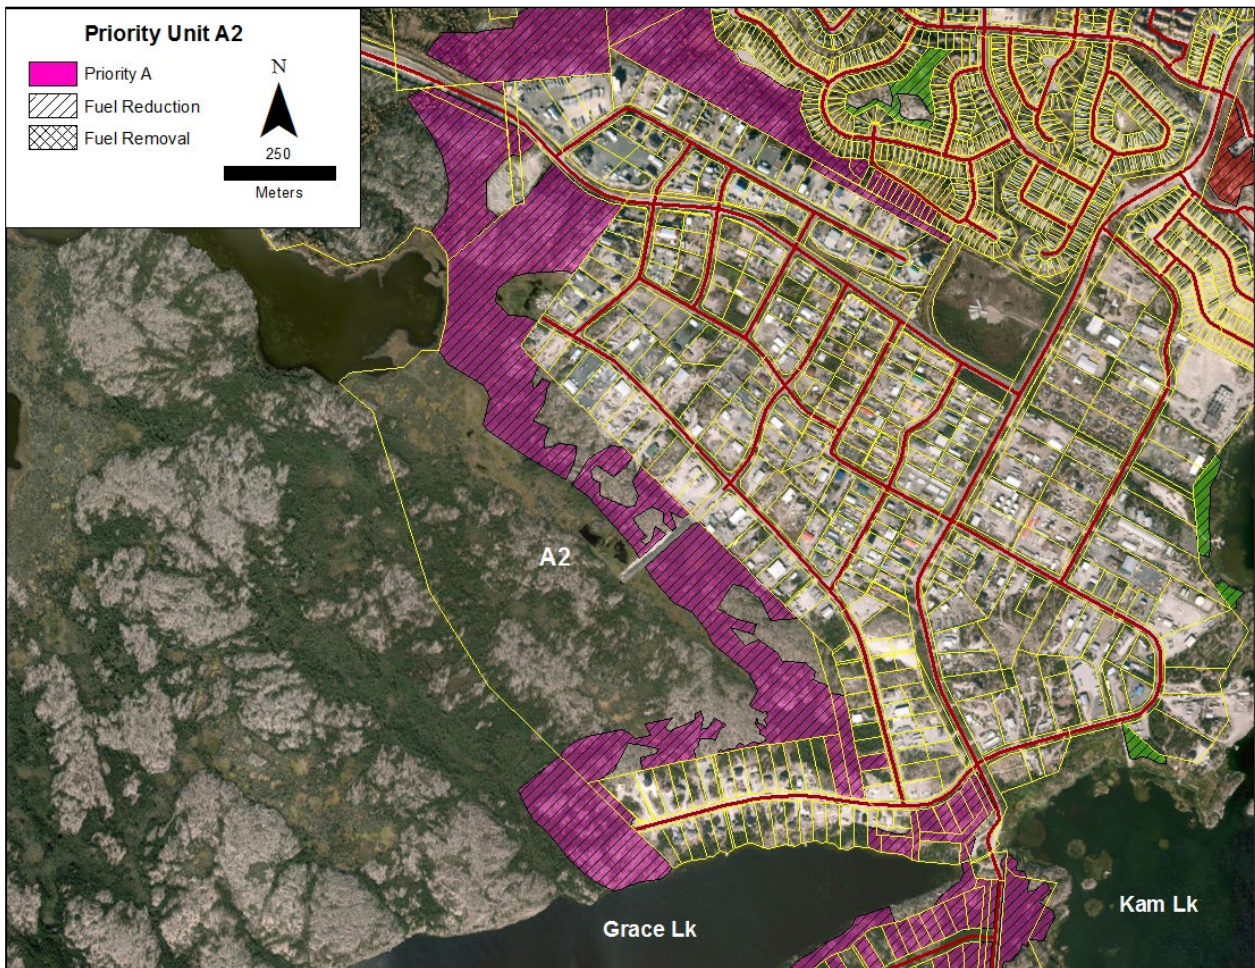 Priority Unit A2
Priority A
Fuel Reduction
Fuel Removal
N
250
Meters
A2
Grace Lk
Kam Lk